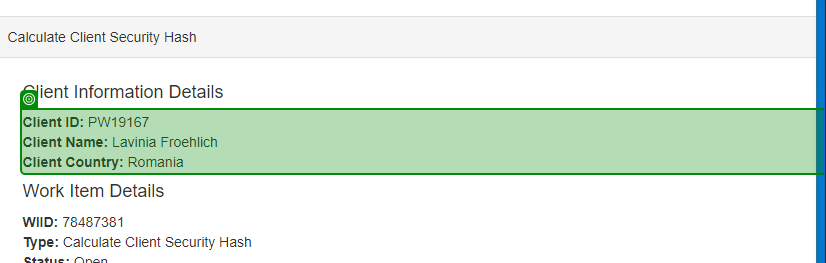 Calculate Client Security Hash
Client Information Details
Client ID: PW19167
Client Name: Lavinia Froehlich
Client Country: Romania
Work Item Details
WIID: 78487381
Type: Calculate Client Security Hash
Status: Open